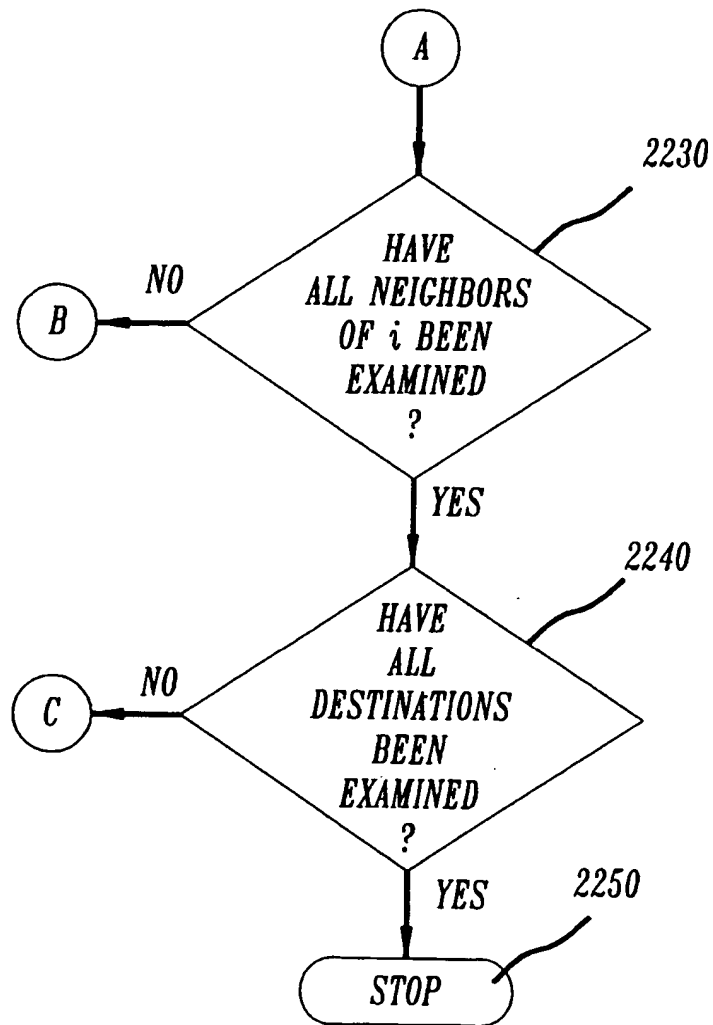 A
2230
HAVE
ALL NEIGHBORS
OF i BEEN
EXAMINED
?
NO
B
YES
2240
HAVE
ALL
DESTINATIONS
BEEN
EXAMINED
?
NO
C
YES
2250
STOP